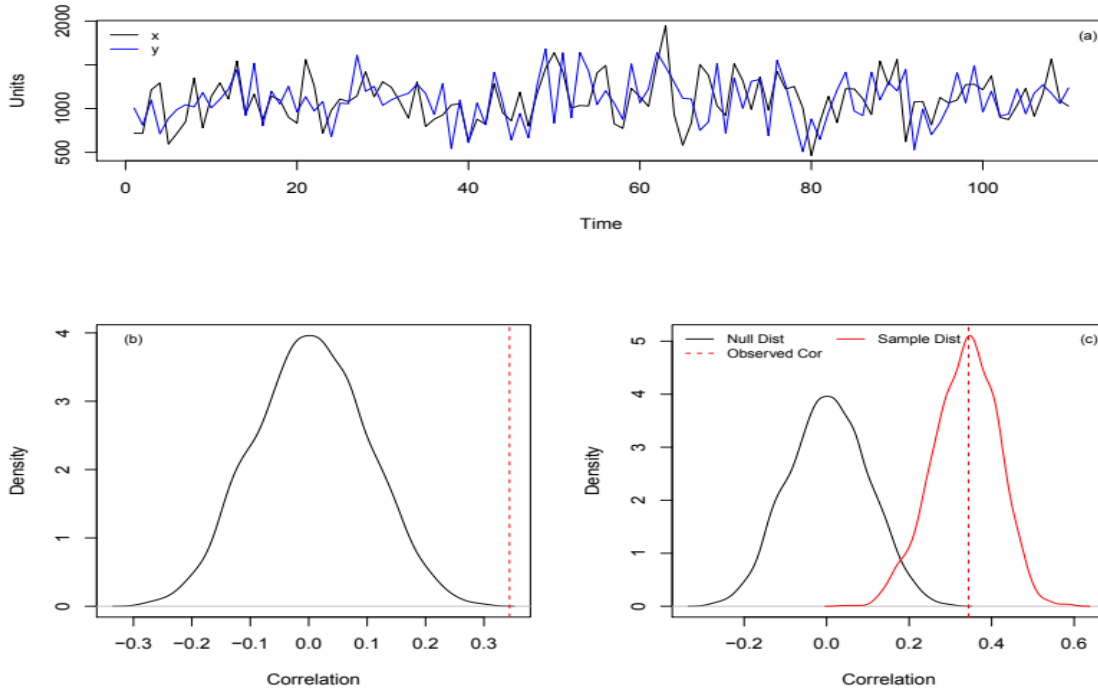 2000
1000
500
Units
x
y
(a)
0 20 40 60 80 100
Time
4
3
2
1
0
Density
(b)
−0.3 −0.2 −0.1 0.0 0.1 0.2 0.3
Correlation
5
4
3
2
1
0
Density
Null Dist Sample Dist (c)
Observed Cor
−0.2 0.0 0.2 0.4 0.6
Correlation